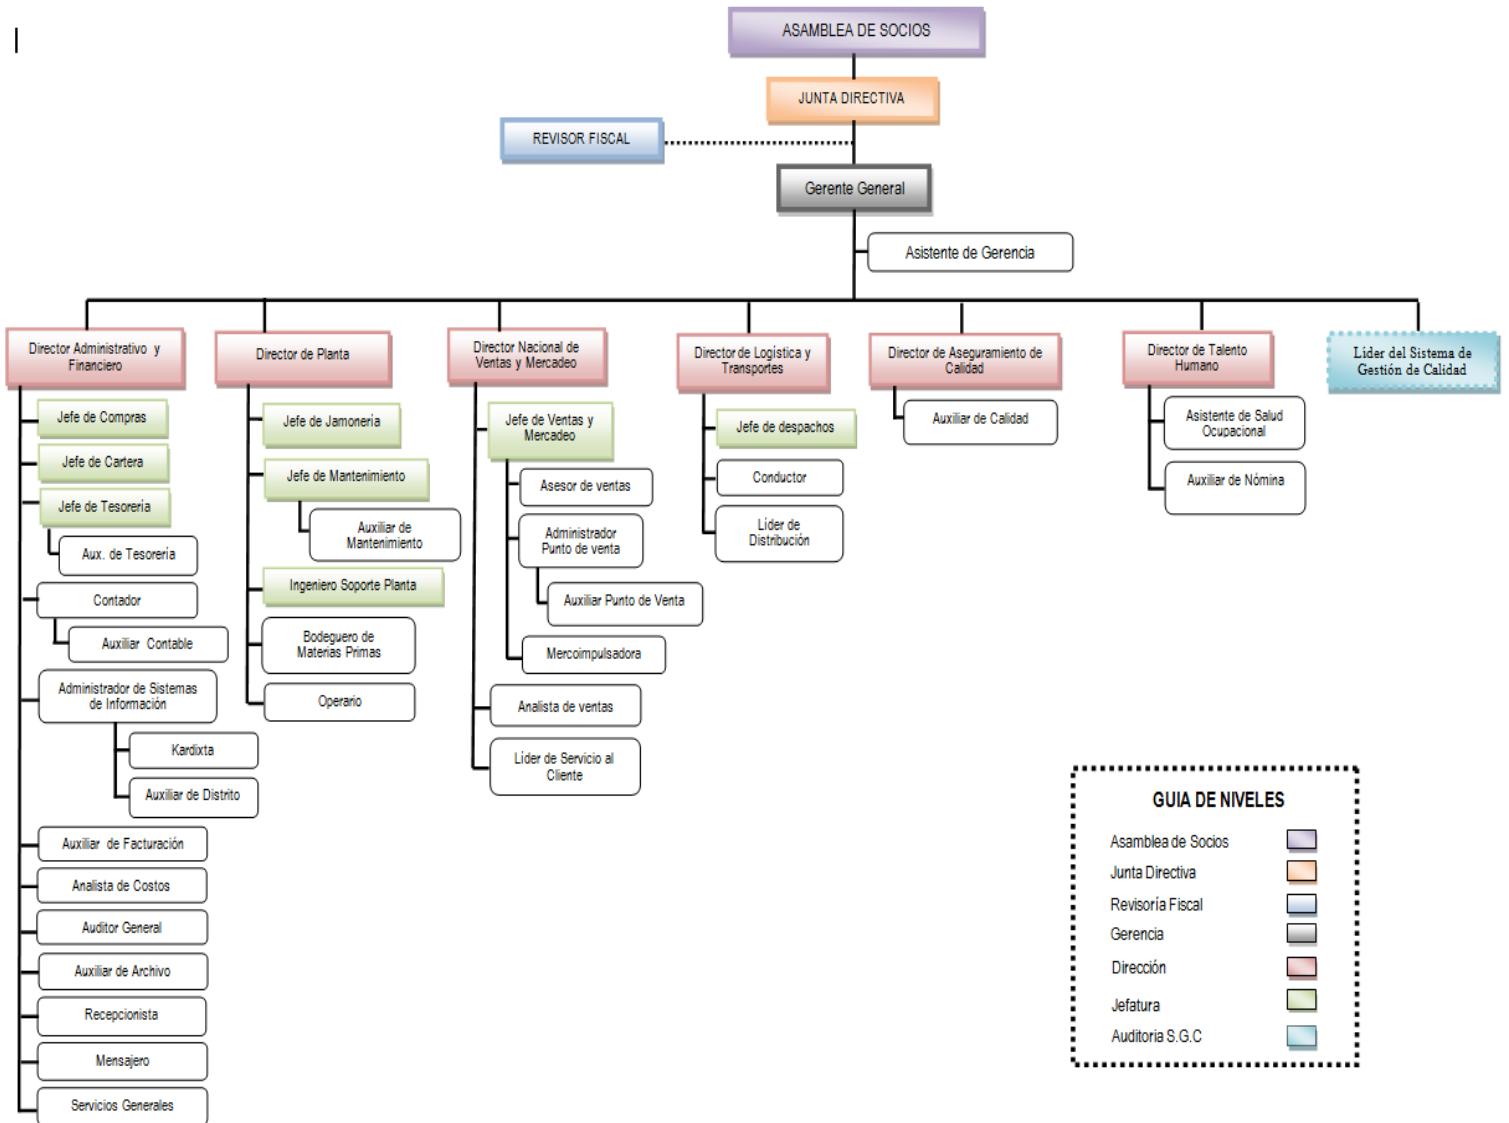 ASAMBLEA DE SOCIOS
JUNTA DIRECTIVA
REVISOR FISCAL
Gerente General
Asistente de Gerencia
Director Administrativo y
Financiero
Jefe de Compras
Jefe de Cartera
Jefe de Tesorería
Aux. de Tesorería
Contador
Auxiliar Contable
Administrador de Sistemas
de Información
Kardixta
Auxiliar de Distrito
Auxiliar de Facturación
Analista de Costos
Auditor General
Auxiliar de Archivo
Recepcionista
Mensajero
Servicios Generales
Director de Planta
Jefe de Jamonería
Jefe de Mantenimiento
Auxiliar de
Mantenimiento
Ingeniero Soporte Planta
Bodeguero de
Materias Primas
Operario
Director Nacional de
Ventas y Mercadeo
Jefe de Ventas y
Mercadeo
Asesor de ventas
Administrador
Punto de venta
Auxiliar Punto de Venta
Mercoimpulsadora
Analista de ventas
Líder de Servicio al
Cliente
Director de Logística y
Transportes
Jefe de despachos
Conductor
Líder de
Distribución
Director de Aseguramiento de
Calidad
Auxiliar de Calidad
Director de Talento
Humano
Asistente de Salud
Ocupacional
Auxiliar de Nómina
Líder del Sistema de
Gestión de Calidad
GUIA DE NIVELES
Asamblea de Socios
Junta Directiva
Revisoría Fiscal
Gerencia
Dirección
Jefatura
Auditoria S.G.C